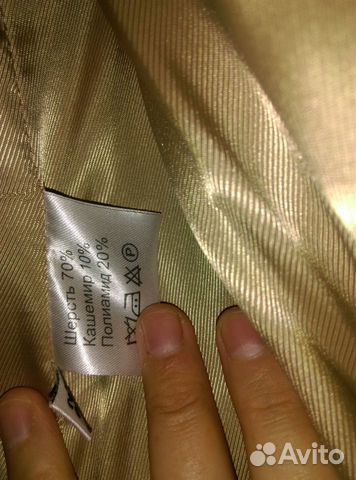 Шерсть 70%
Кашемир 10%
Полиамид 20%
P
Avito